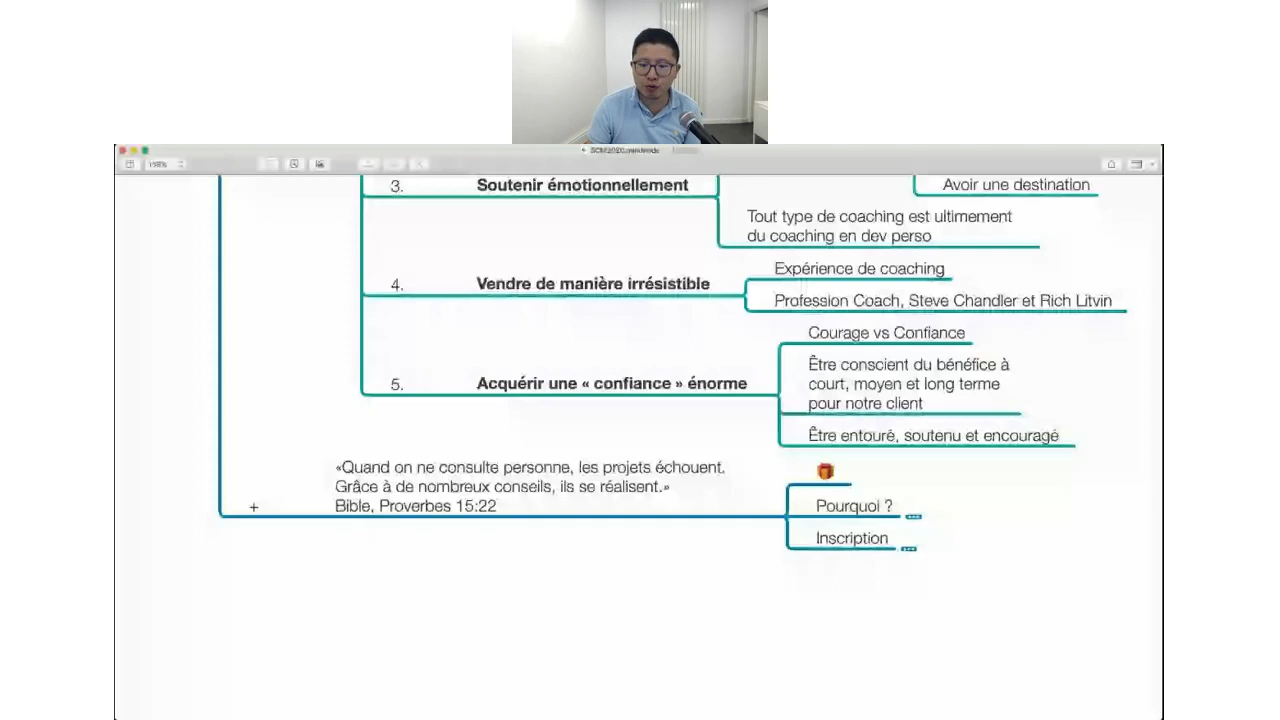 198%
3.
Soutenir émotionnellement
Avoir une destination
Tout type de coaching est ultimement
du coaching en dev perso
4.
Vendre de manière irrésistible
Expérience de coaching
Profession Coach, Steve Chandler et Rich Litvin
5.
Acquérir une « confiance » énorme
Courage vs Confiance
Être conscient du bénéfice à
court, moyen et long terme
pour notre client
Être entouré, soutenu et encouragé
+
«Quand on ne consulte personne, les projets échouent.
Grâce à de nombreux conseils, ils se réalisent.»
Bible, Proverbes 15:22
Pourquoi ?
Inscription